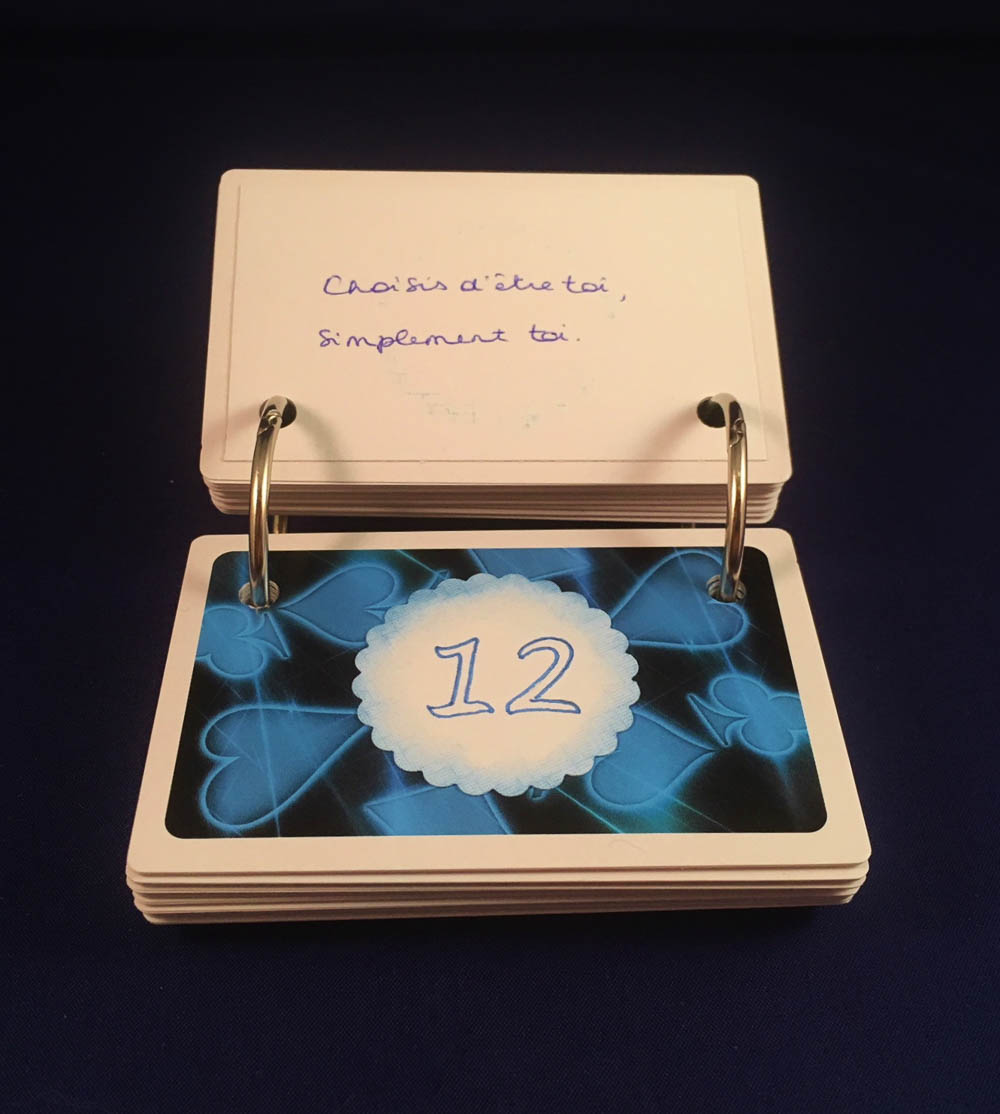 Choisis d'être toi,
Simplement toi.
12